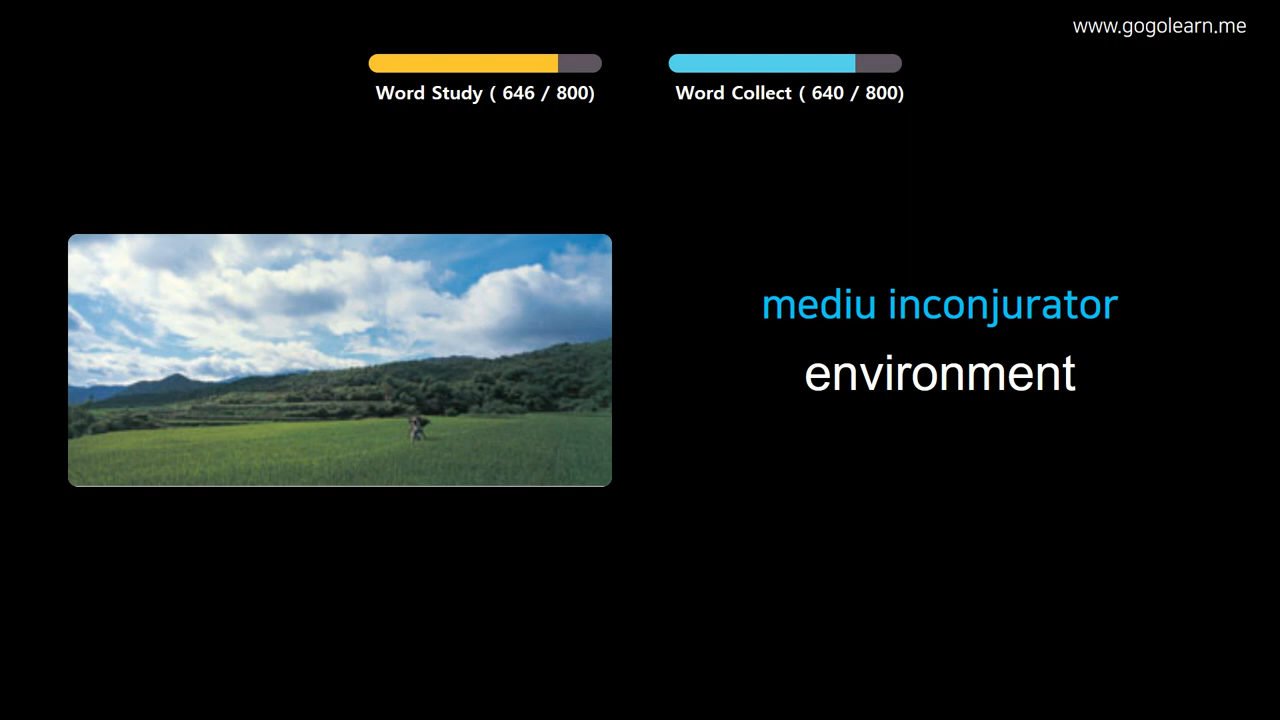 www.gogolearn.me
Word Study ( 646 / 800)
Word Collect ( 640 / 800)
mediu inconjurator
environment